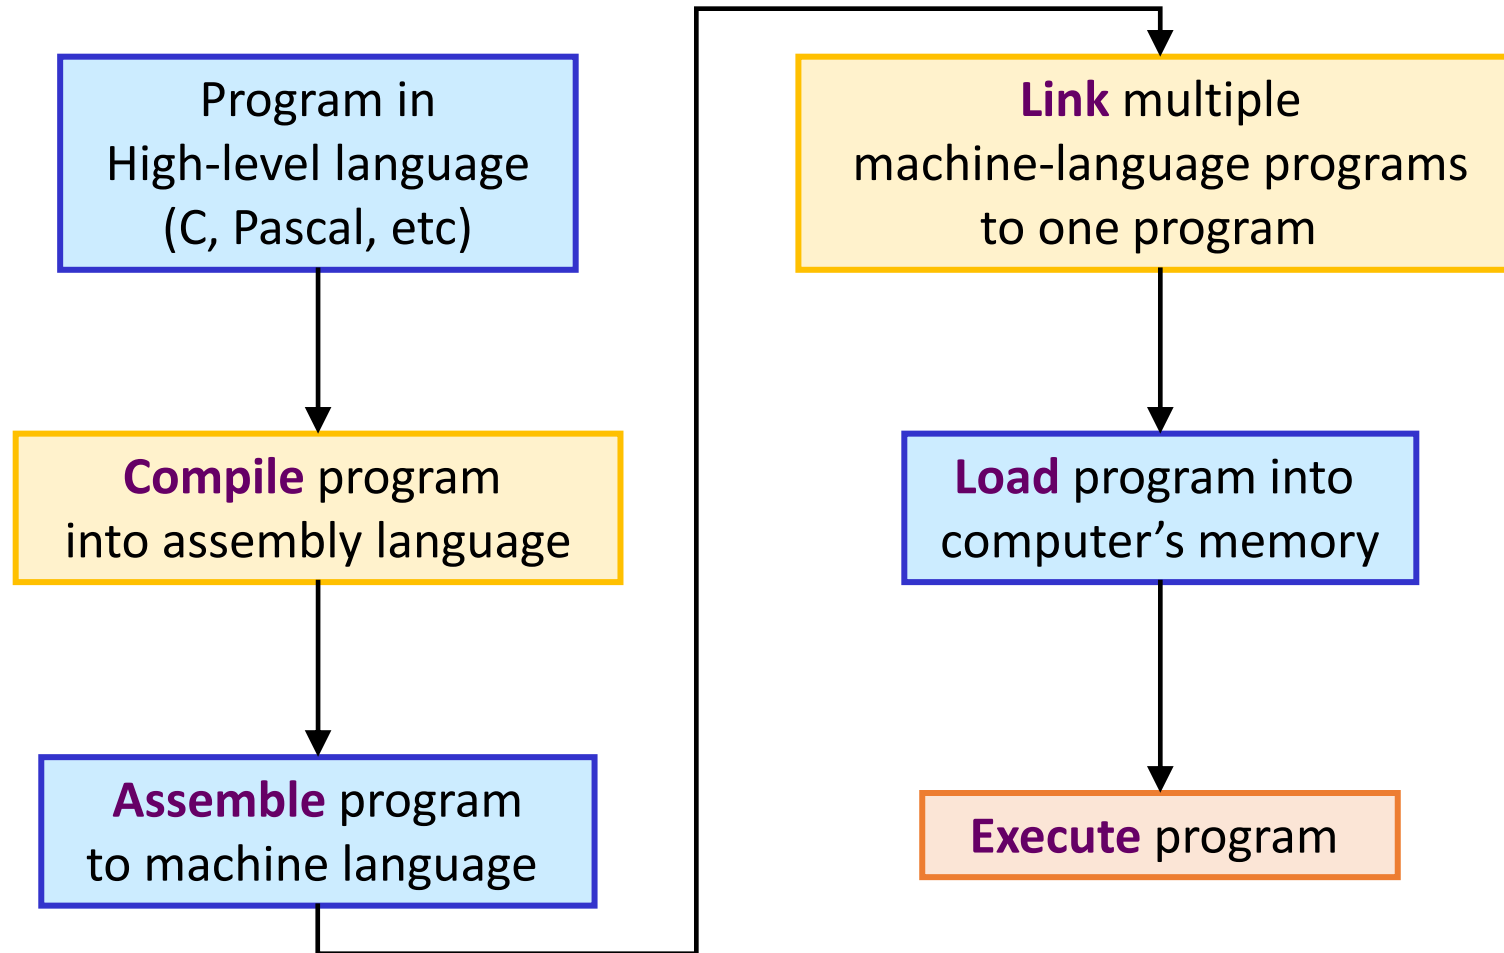 Program in
High-level language
(C, Pascal, etc)
Compile program
into assembly language
Assemble program
to machine language
Link multiple
machine-language programs
to one program
Load program into
computer’s memory
Execute program